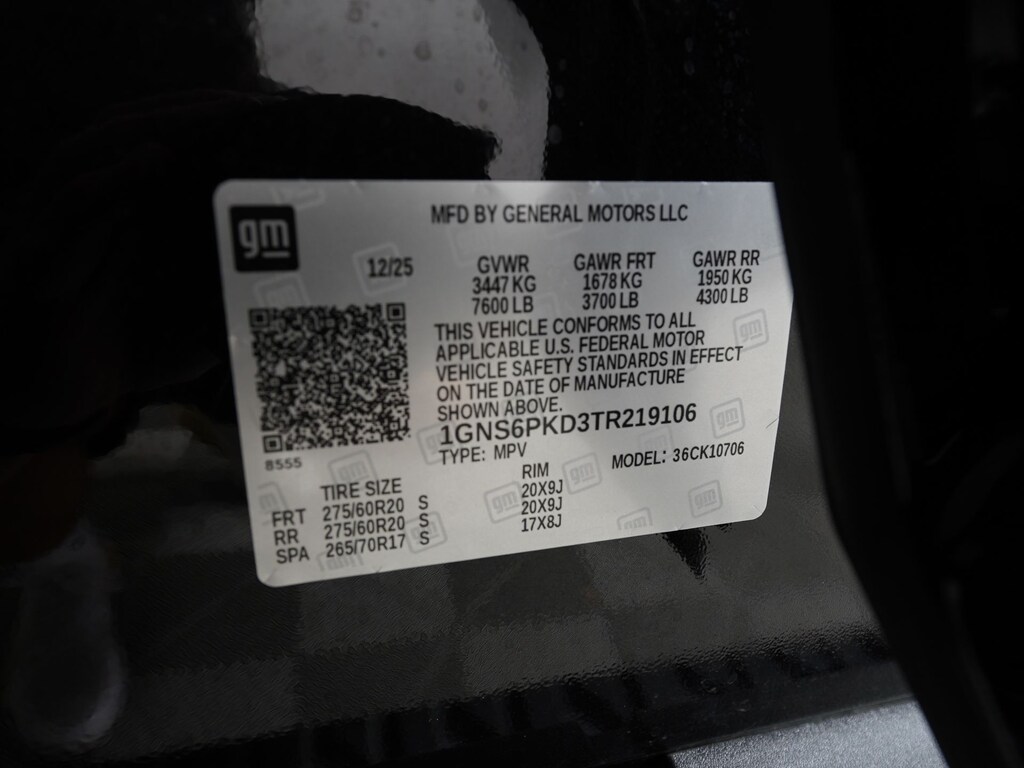 gm
MFD BY GENERAL MOTORS LLC
12/25
GVWR GAWR FRT GAWR RR
3447 KG 1678 KG 1950 KG
7600 LB 3700 LB 4300 LB
THIS VEHICLE CONFORMS TO ALL
APPLICABLE U.S. FEDERAL MOTOR
VEHICLE SAFETY STANDARDS IN EFFECT
ON THE DATE OF MANUFACTURE
SHOWN ABOVE.
1GNS6PKD3TR219106
8555
TYPE: MPV MODEL: 36CK10706
TIRE SIZE RIM
FRT 275/60R20 S 20X9J
RR 275/60R20 S 20X9J
SPA 265/70R17 S 17X8J